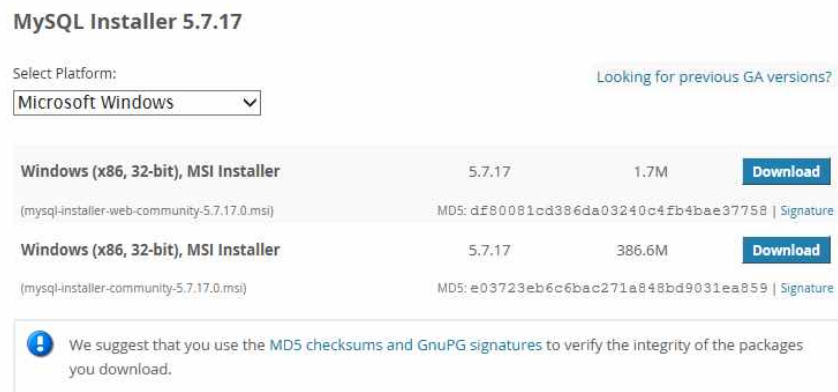 MySQL Installer 5.7.17
Select Platform:
Looking for previous GA versions?
Microsoft Windows
Windows (x86, 32-bit), MSI Installer 5.7.17 1.7M Download
(mysql-installer-web-community-5.7.17.0.msi) MD5: df80081cd386da03240c4fb4bae37758 | Signature
Windows (x86, 32-bit), MSI Installer 5.7.17 386.6M Download
(mysql-installer-community-5.7.17.0.msi) MD5: e03723eb6c6bac271a848bd9031ea859 | Signature
We suggest that you use the MD5 checksums and GnuPG signatures to verify the integrity of the packages
you download.